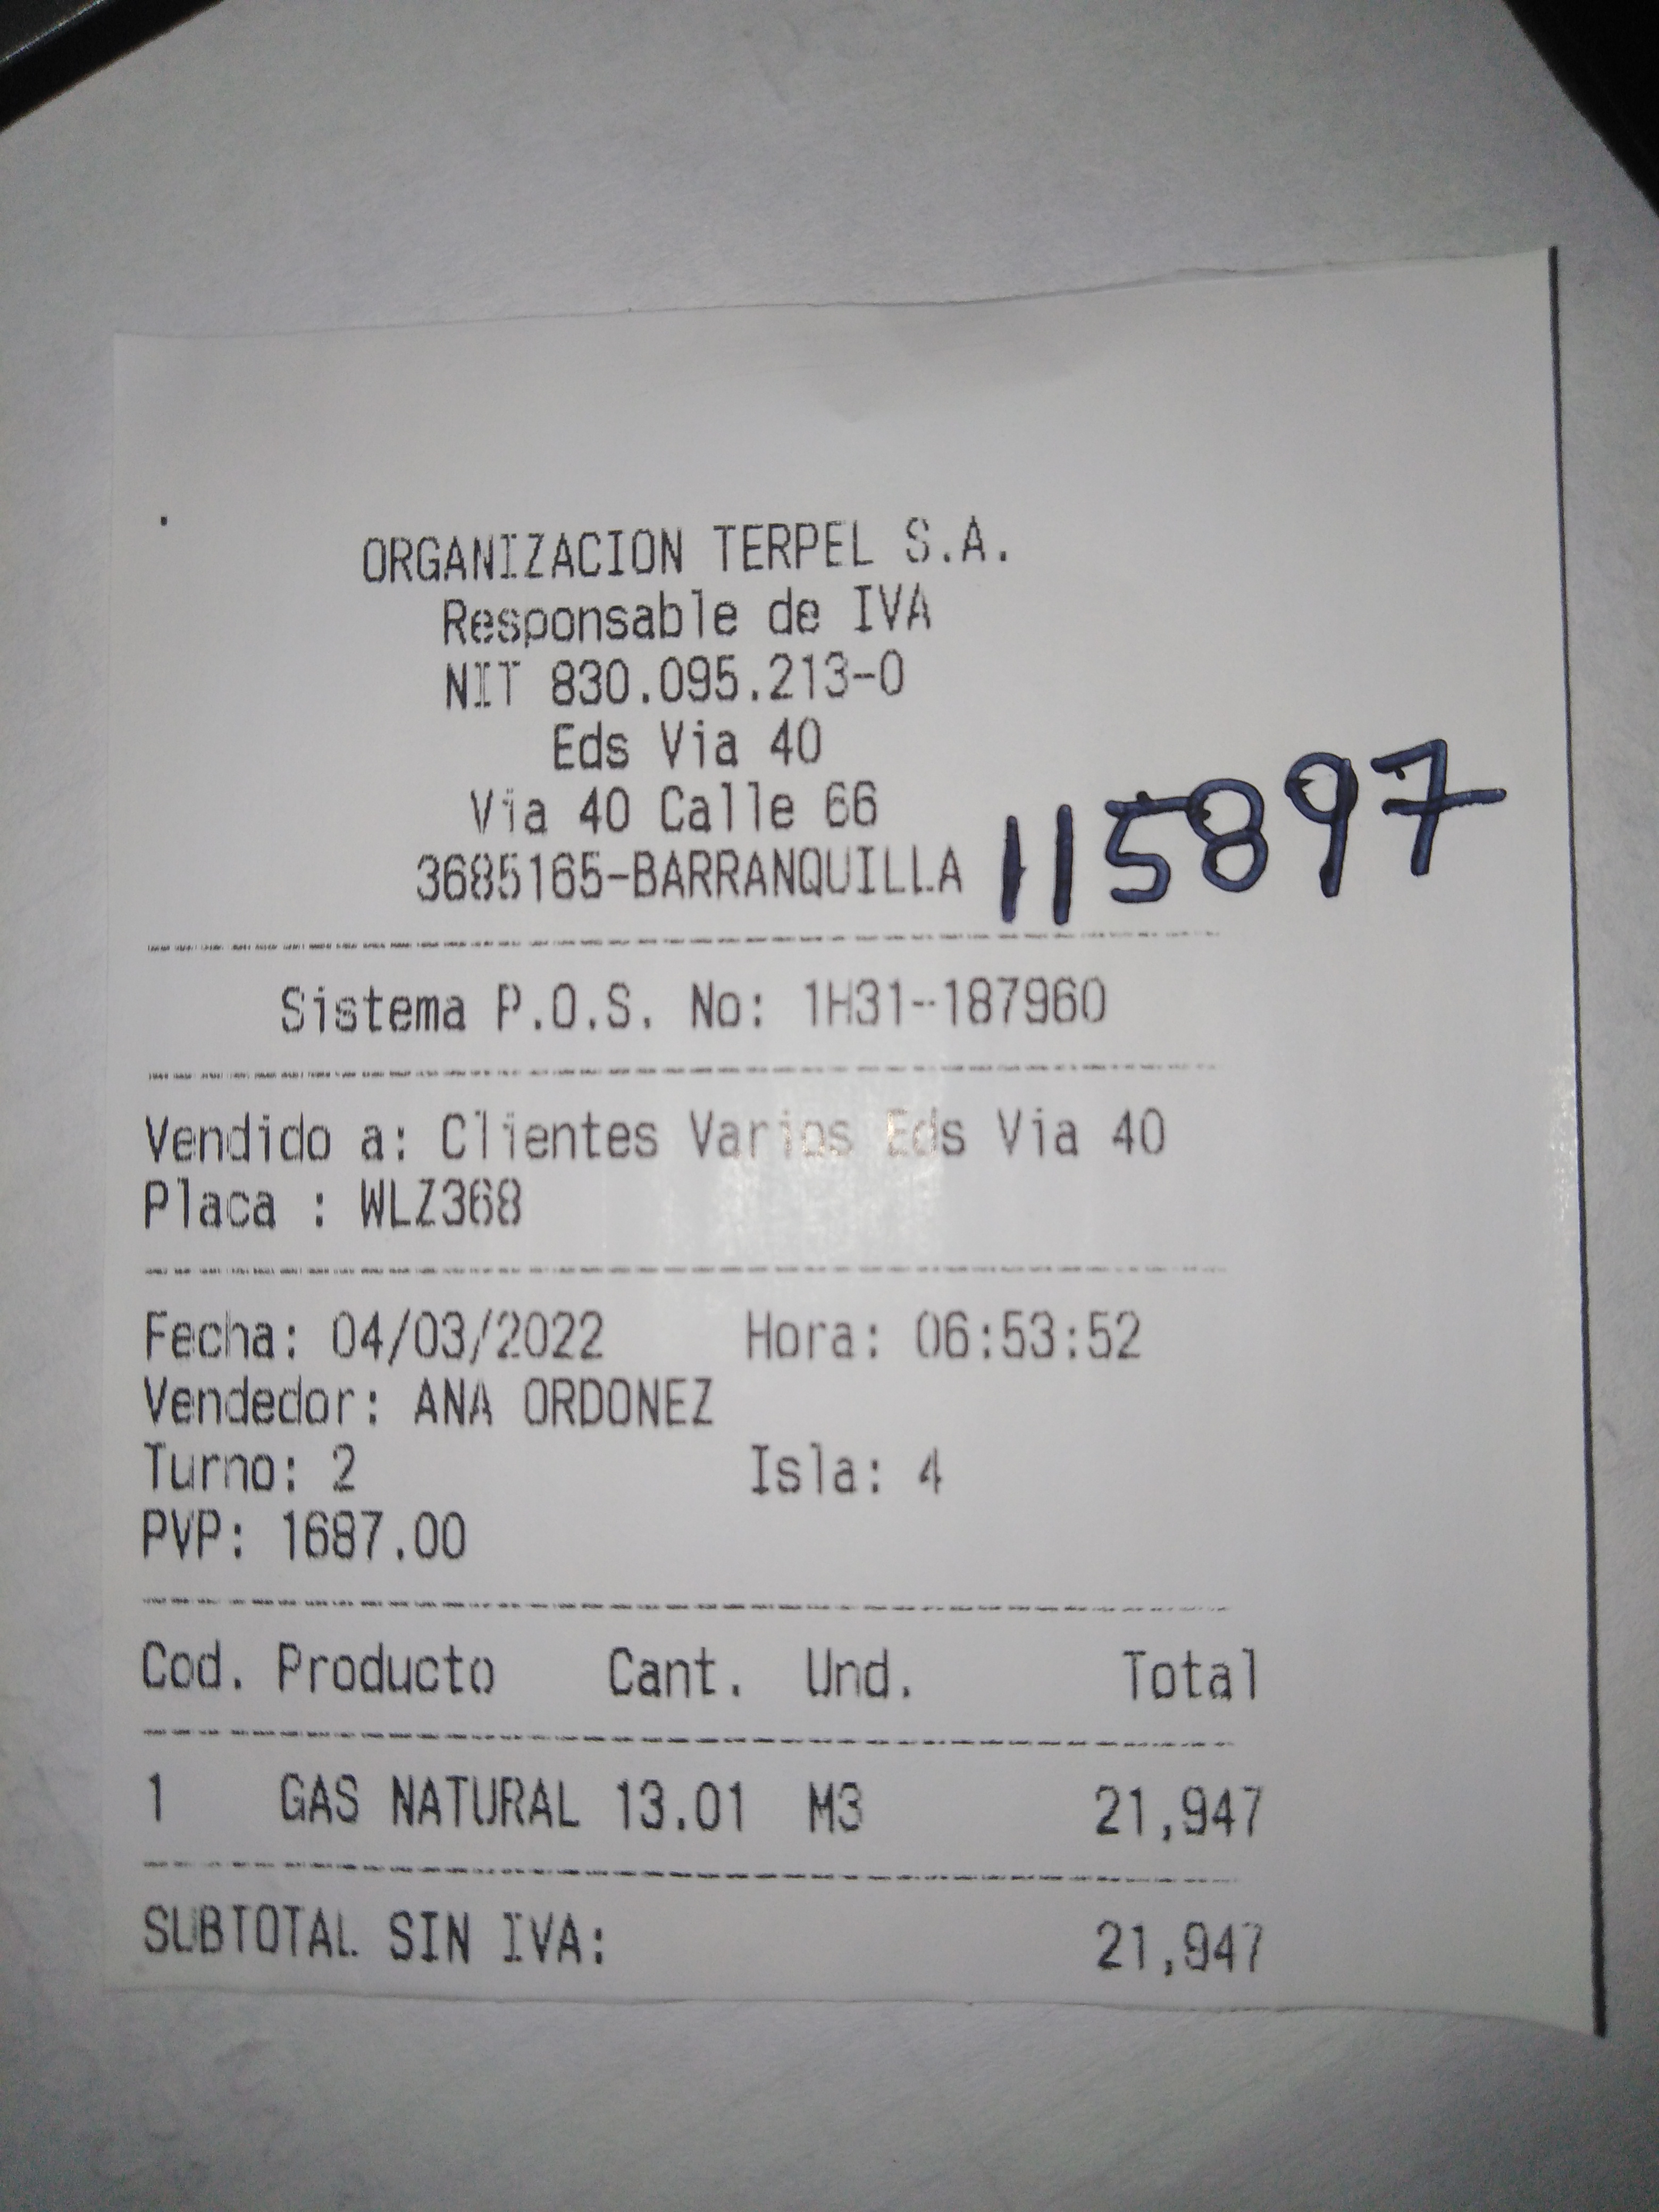 ORGANIZACION TERPEL S.A.
Responsable de IVA
NIT 830.095.213-0
Eds Via 40
Via 40 Calle 66
3685165-BARRANQUILLA 115897
Sistema P.O.S. No: 1H31-187960
Vendido a: Clientes Varios Eds Via 40
Placa : WLZ368
Fecha: 04/03/2022 Hora: 06:53:52
Vendedor: ANA ORDONEZ
Turno: 2 Isla: 4
PVP: 1687.00
Cod. Producto Cant. Und. Total
1 GAS NATURAL 13.01 M3 21,947
SUBTOTAL SIN IVA: 21,947